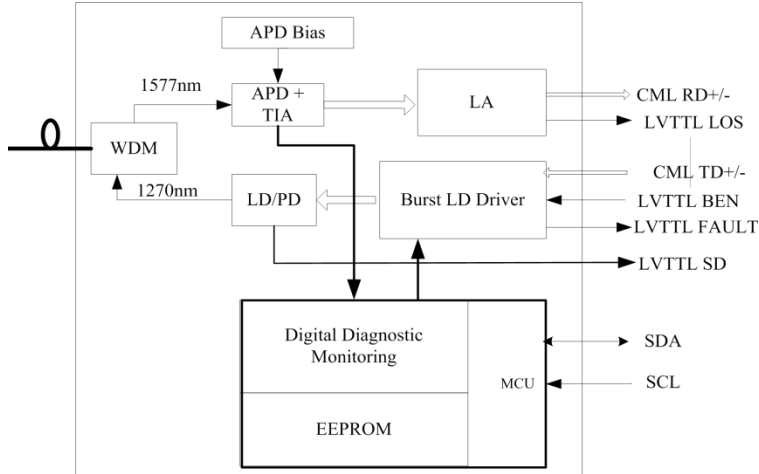 APD Bias
1577nm
APD +
TIA
LA
CML RD+/-
LVTTL LOS
WDM
CML TD+/-
1270nm
LD/PD
Burst LD Driver
LVTTL BEN
LVTTL FAULT
LVTTL SD
Digital Diagnostic
Monitoring
SDA
MCU
SCL
EEPROM